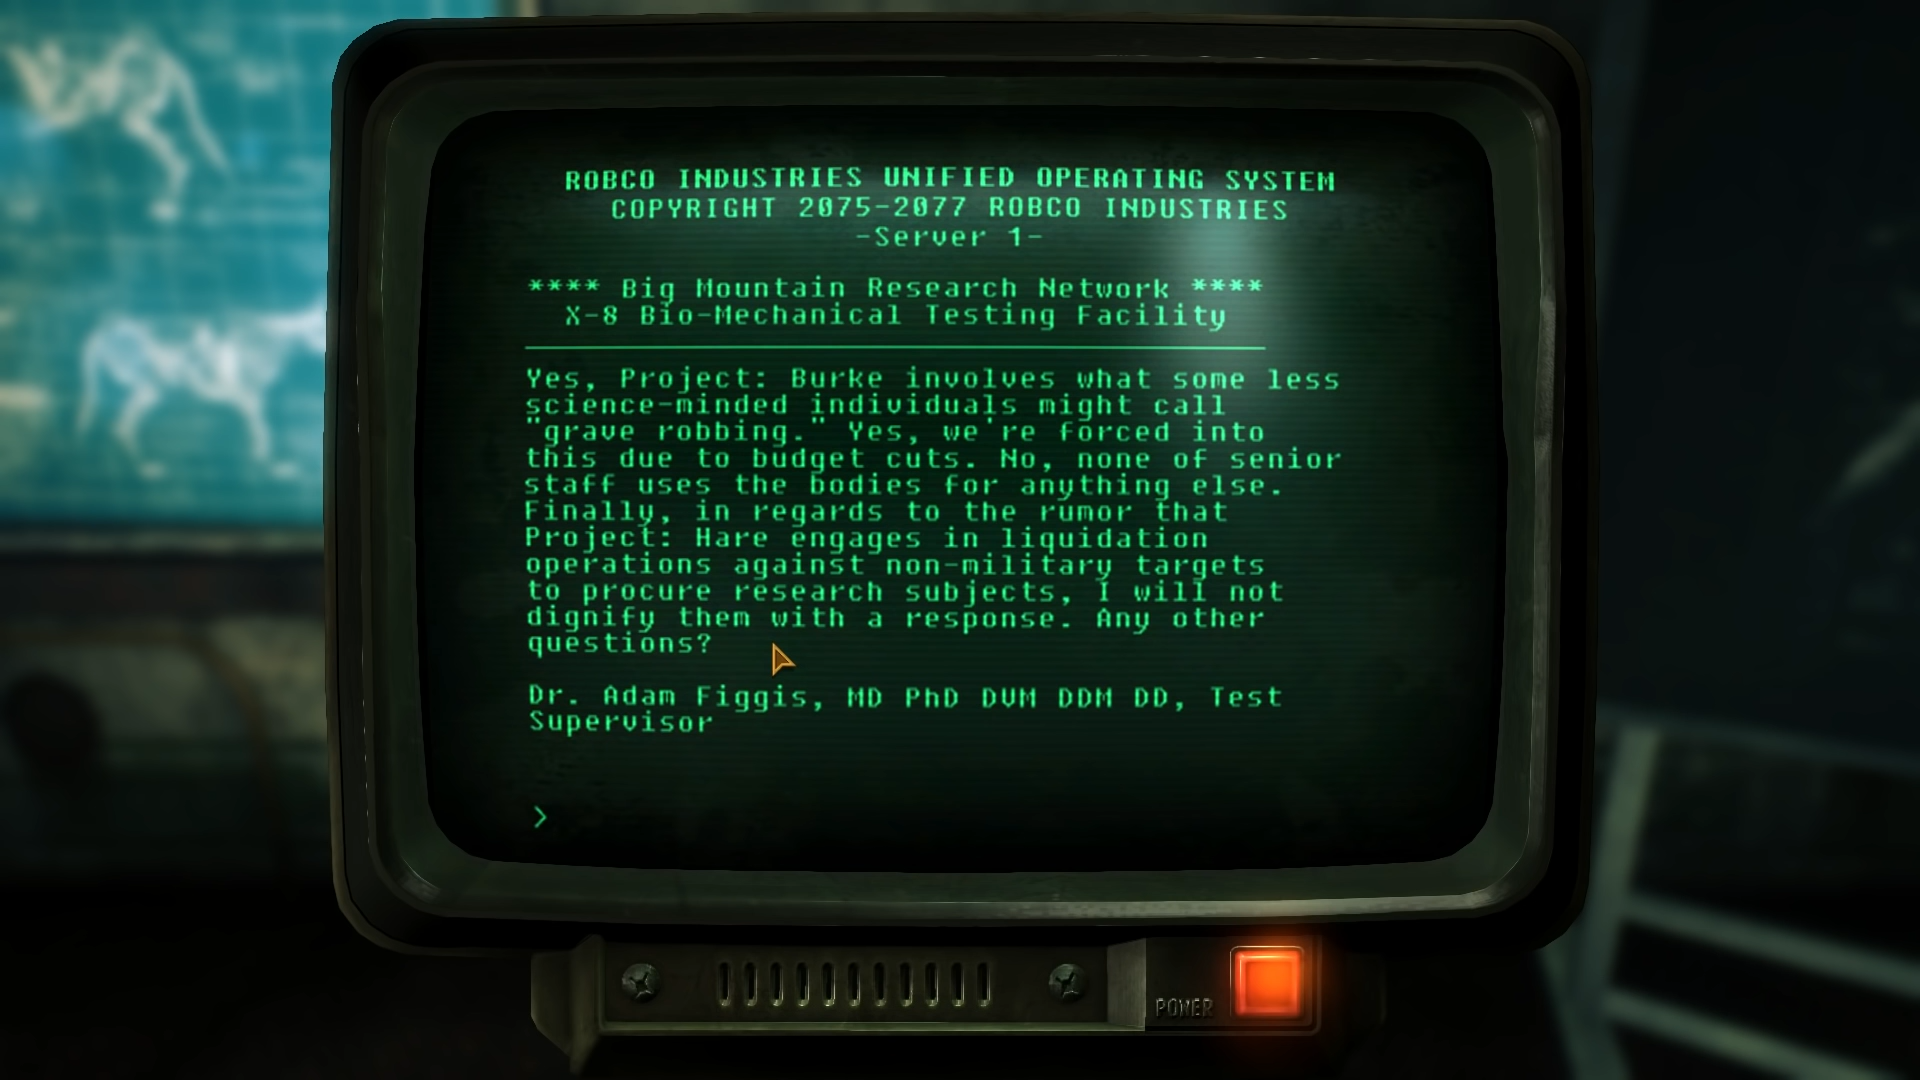 ROBCO INDUSTRIES UNIFIED OPERATING SYSTEM
COPYRIGHT 2075-2077 ROBCO INDUSTRIES
-Server 1-
**** Big Mountain Research Network ****
X-8 Bio-Mechanical Testing Facility
Yes, Project: Burke involves what some less
science-minded individuals might call
"grave robbing." Yes, we're forced into
this due to budget cuts. No, none of senior
staff uses the bodies for anything else.
Finally, in regards to the rumor that
Project: Hare engages in liquidation
operations against non-military targets
to procure research subjects, I will not
dignify them with a response. Any other
questions?
Dr. Adam Figgis, MD PhD DVM DDM DD, Test
Supervisor
>
POWER